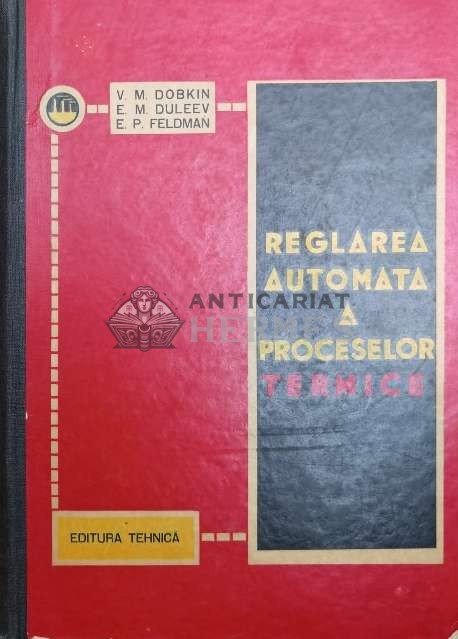 V. M. DOBKIN
E. M. DULEEV
E. P. FELDMAN
REGLAREA
AUTOMATA
A
PROCESELOR
TERMICE
ANTICARIAT
EDITURA TEHNICĂ